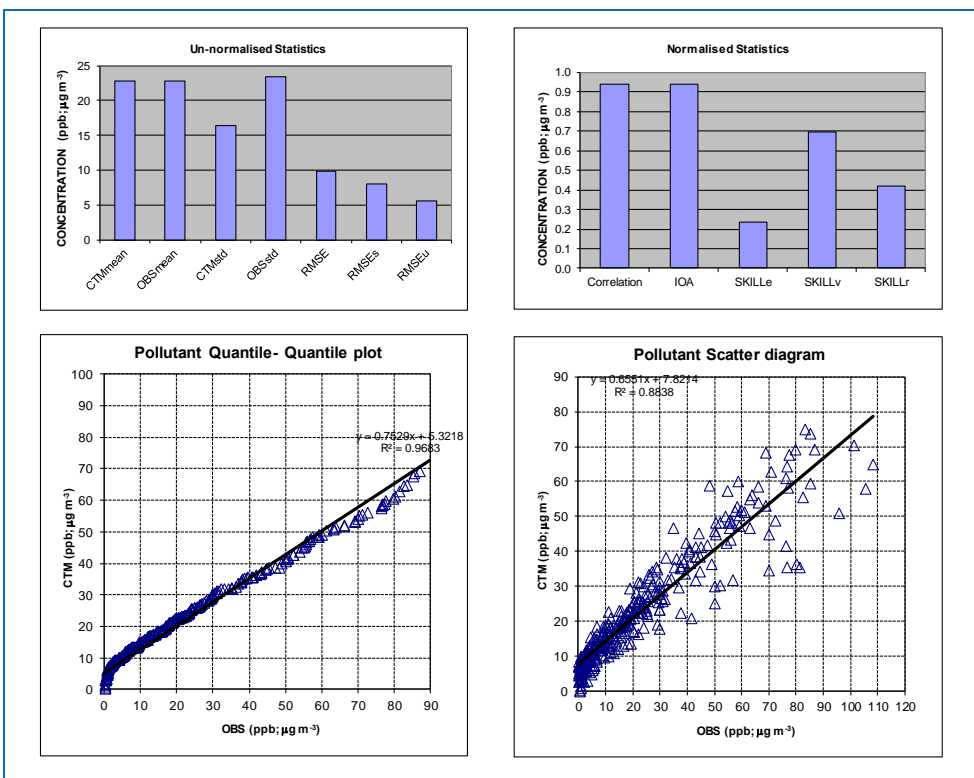 Un-normalised Statistics
CONCENTRATION (ppb; µg m-3)
25
20
15
10
5
0
CTMmean
OBSmean
CTMstd
OBSstd
RMSE
RMSEs
RMSEu
Normalised Statistics
CONCENTRATION (ppb; µg m-3)
1.0
0.9
0.8
0.7
0.6
0.5
0.4
0.3
0.2
0.1
0.0
Correlation
IOA
SKILLe
SKILLv
SKILLr
Pollutant Quantile- Quantile plot
CTM (ppb; µg m-3)
100
90
80
70
60
50
40
30
20
10
0
y = 0.7529x + 5.3218
R² = 0.9683
0 10 20 30 40 50 60 70 80 90
OBS (ppb; µg m-3)
Pollutant Scatter diagram
CTM (ppb; µg m-3)
90
80
70
60
50
40
30
20
10
0
y = 0.6551x + 7.8214
R² = 0.8838
0 10 20 30 40 50 60 70 80 90 100 110 120
OBS (ppb; µg m-3)